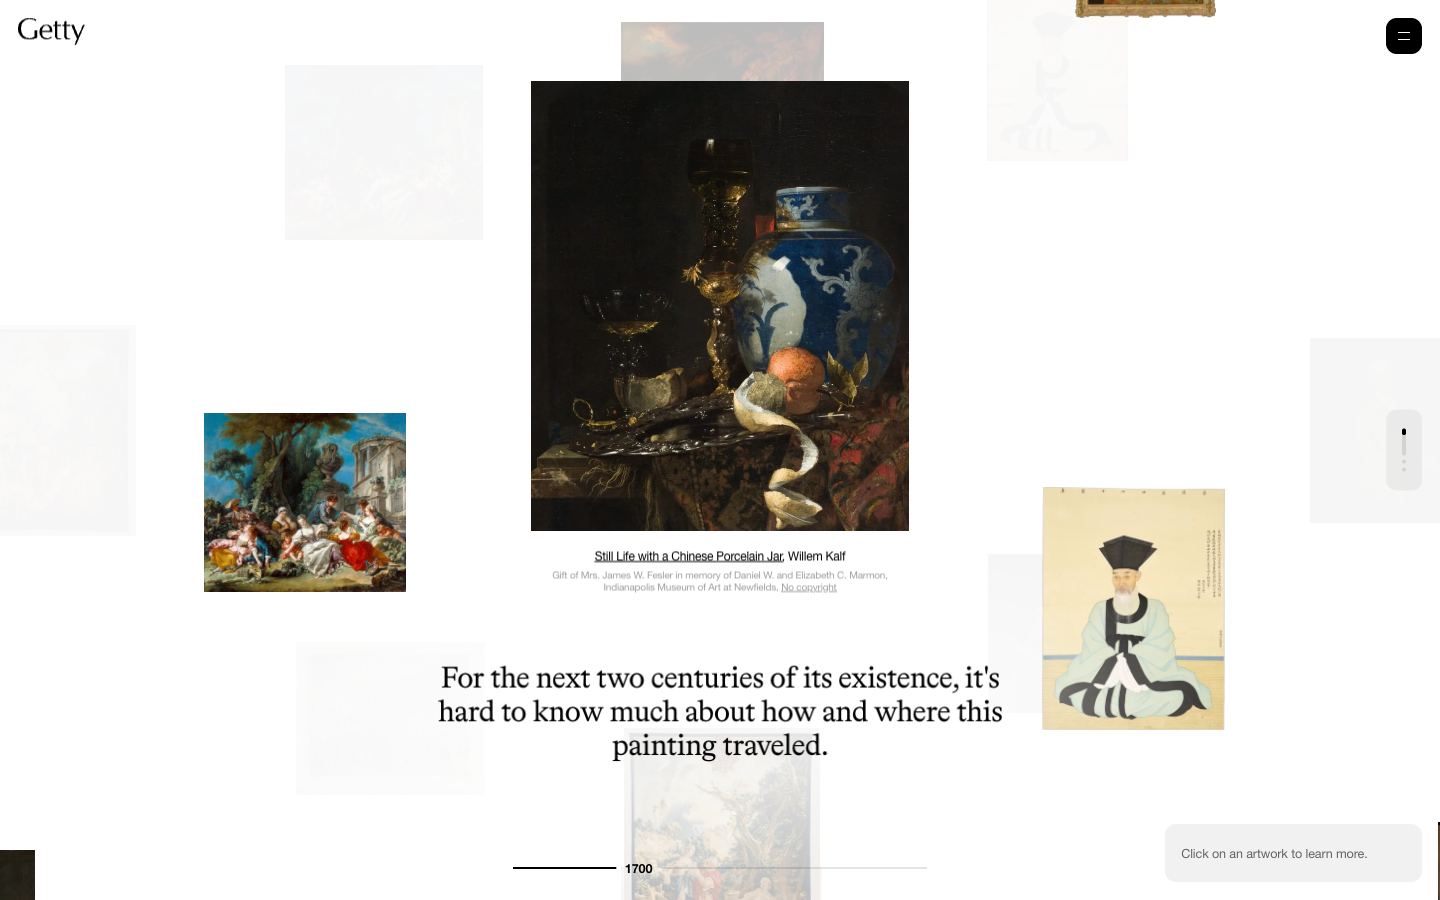 Getty
Still Life with a Chinese Porcelain Jar, Willem Kalf
Gift of Mrs. James W. Fesler in memory of Daniel W. and Elizabeth C. Marmon,
Indianapolis Museum of Art at Newfields, No copyright
For the next two centuries of its existence, it's
hard to know much about how and where this
painting traveled.
1700
Click on an artwork to learn more.